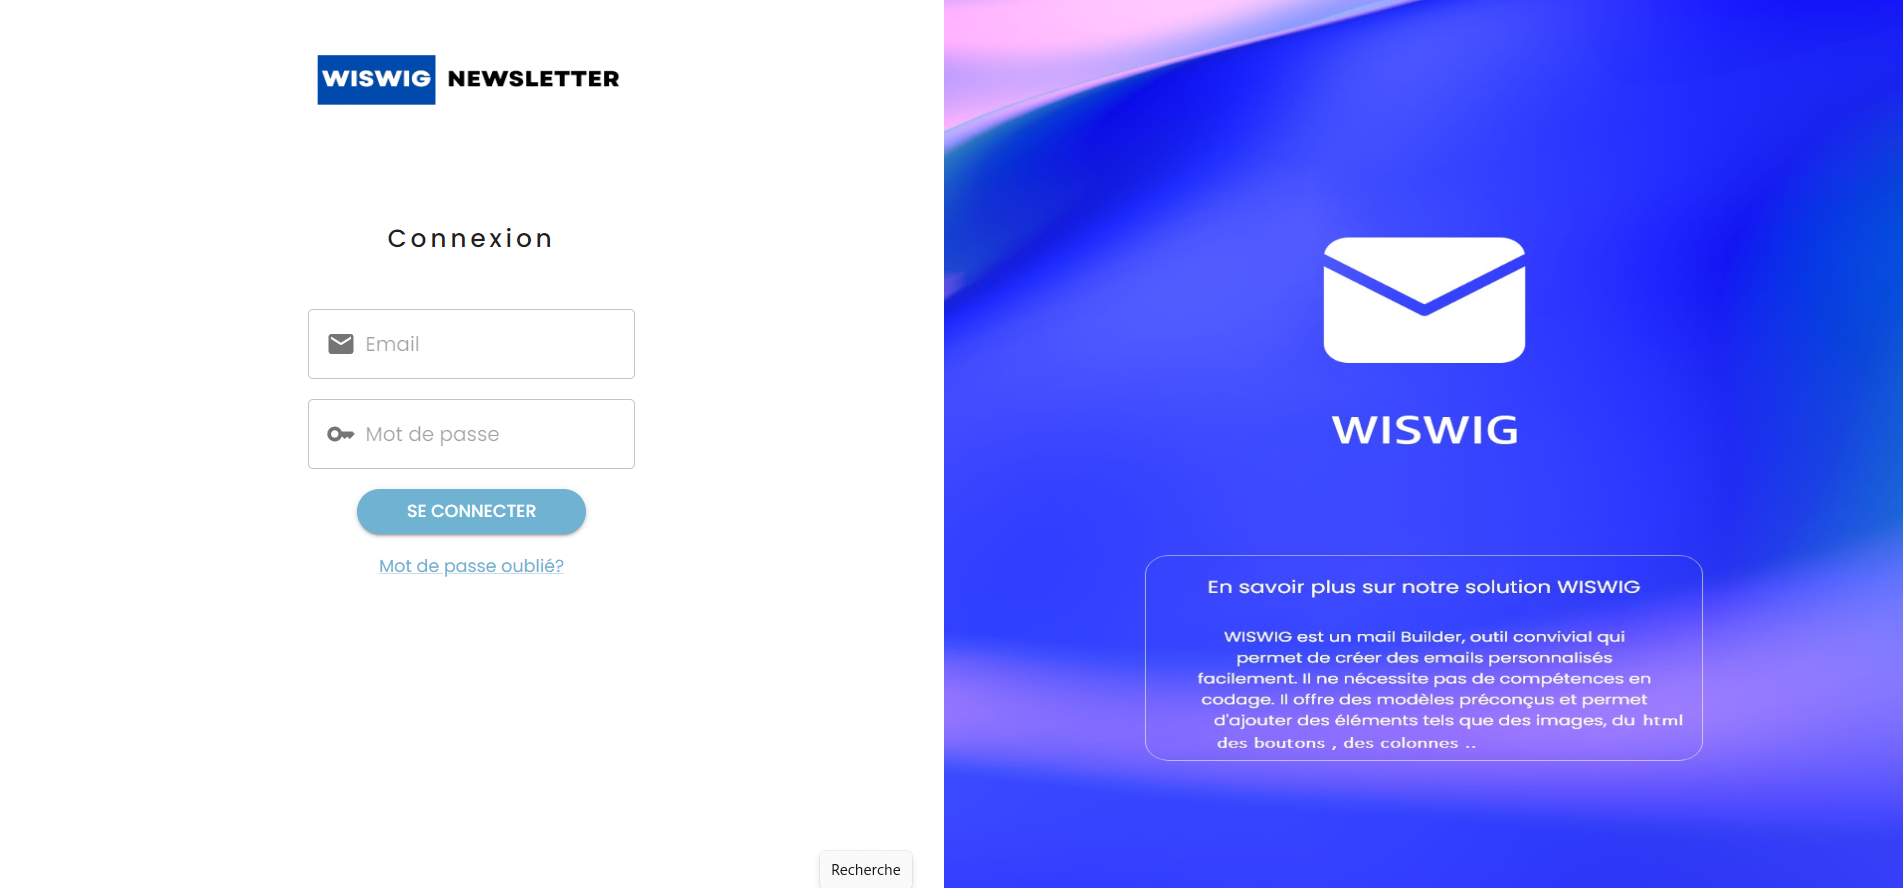 WISWIG NEWSLETTER
Connexion
Email
Mot de passe
SE CONNECTER
Mot de passe oublié?
Recherche
WISWIG
En savoir plus sur notre solution WISWIG
WISWIG est un mail Builder, outil convivial qui
permet de créer des emails personnalisés
facilement. Il ne nécessite pas de compétences en
codage. Il offre des modèles préconçus et permet
d'ajouter des éléments tels que des images, du html
des boutons , des colonnes ..